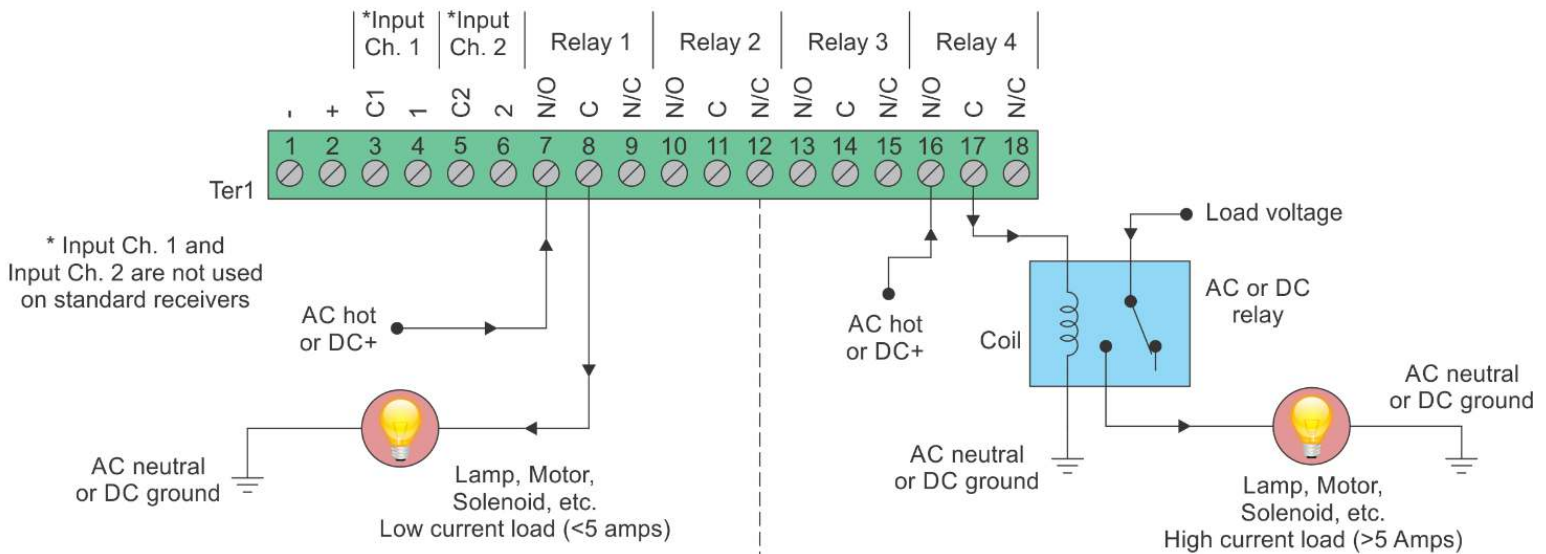 *Input
Ch. 1
*Input
Ch. 2
Relay 1
Relay 2
Relay 3
Relay 4
- + C1 1 C2 2 N/O C N/C N/O C N/C N/O C N/C N/O C N/C
1 2 3 4 5 6 7 8 9 10 11 12 13 14 15 16 17 18
Ter1
* Input Ch. 1 and
Input Ch. 2 are not used
on standard receivers
AC hot
or DC+
AC neutral
or DC ground
Lamp, Motor,
Solenoid, etc.
Low current load (<5 amps)
AC hot
or DC+
Load voltage
AC or DC
relay
Coil
AC neutral
or DC ground
AC neutral
or DC ground
Lamp, Motor,
Solenoid, etc.
High current load (>5 Amps)